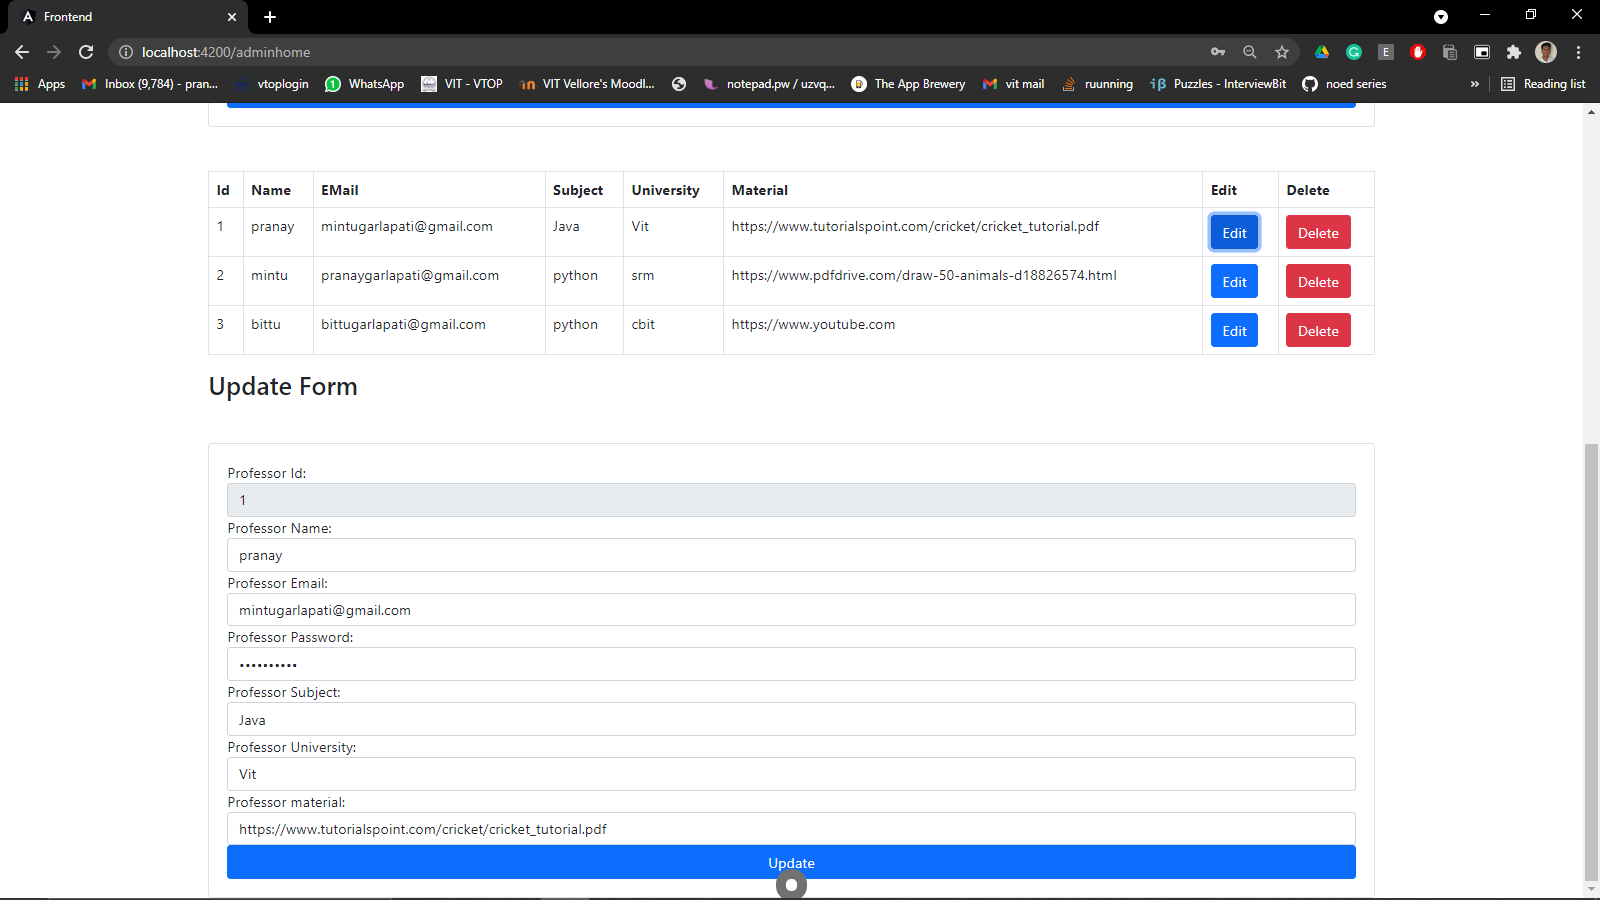 Frontend
localhost:4200/adminhome
Apps Inbox (9,784) - pran... vtoplogin WhatsApp VIT - VTOP VIT Vellore's Moodl... notepad.pw / uzvq... The App Brewery vit mail ruunning Puzzles - InterviewBit noed series » Reading list
Id Name EMail Subject University Material Edit Delete
1 pranay mintugarlapati@gmail.com Java Vit https://www.tutorialspoint.com/cricket/cricket_tutorial.pdf Edit Delete
2 mintu pranaygarlapati@gmail.com python srm https://www.pdfdrive.com/draw-50-animals-d18826574.html Edit Delete
3 bittu bittugarlapati@gmail.com python cbit https://www.youtube.com Edit Delete
Update Form
Professor Id:
1
Professor Name:
pranay
Professor Email:
mintugarlapati@gmail.com
Professor Password:
••••••••••
Professor Subject:
Java
Professor University:
Vit
Professor material:
https://www.tutorialspoint.com/cricket/cricket_tutorial.pdf
Update